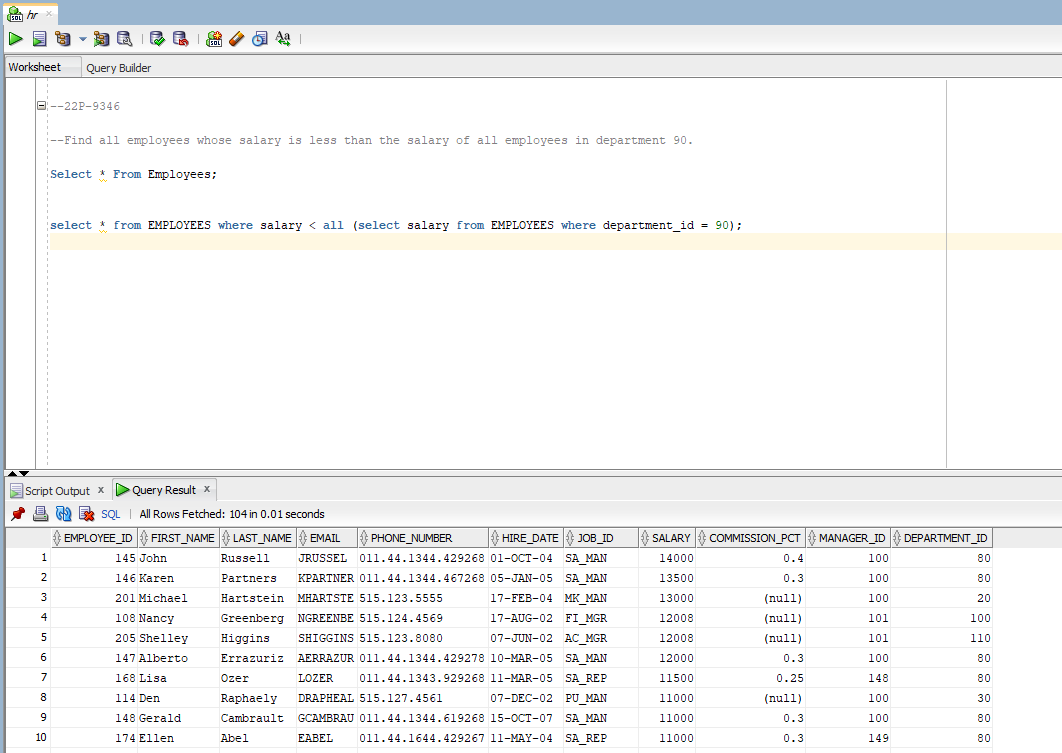 hr
Worksheet Query Builder
--22P-9346
--Find all employees whose salary is less than the salary of all employees in department 90.
Select * From Employees;
select * from EMPLOYEES where salary < all (select salary from EMPLOYEES where department_id = 90);
Script Output x Query Result x
SQL | All Rows Fetched: 104 in 0.01 seconds
EMPLOYEE_ID FIRST_NAME LAST_NAME EMAIL PHONE_NUMBER HIRE_DATE JOB_ID SALARY COMMISSION_PCT MANAGER_ID DEPARTMENT_ID
1 145 John Russell JRUSSEL 011.44.1344.429268 01-OCT-04 SA_MAN 14000 0.4 100 80
2 146 Karen Partners KPARTNER 011.44.1344.467268 05-JAN-05 SA_MAN 13500 0.3 100 80
3 201 Michael Hartstein MHARTSTE 515.123.5555 17-FEB-04 MK_MAN 13000 (null) 100 20
4 108 Nancy Greenberg NGREENBE 515.124.4569 17-AUG-02 FI_MGR 12008 (null) 101 100
5 205 Shelley Higgins SHIGGINS 515.123.8080 07-JUN-02 AC_MGR 12008 (null) 101 110
6 147 Alberto Errazuriz AERRAZUR 011.44.1344.429278 10-MAR-05 SA_MAN 12000 0.3 100 80
7 168 Lisa Ozer LOZER 011.44.1343.929268 11-MAR-05 SA_REP 11500 0.25 148 80
8 114 Den Raphaely DRAPHEAL 515.127.4561 07-DEC-02 PU_MAN 11000 (null) 100 30
9 148 Gerald Cambrault GCAMBRAU 011.44.1344.619268 15-OCT-07 SA_MAN 11000 0.3 100 80
10 174 Ellen Abel EABEL 011.44.1644.429267 11-MAY-04 SA_REP 11000 0.3 149 80